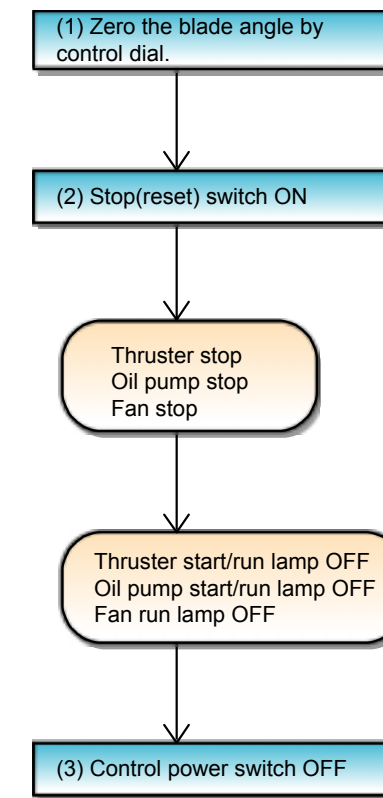 (1) Zero the blade angle by
control dial.
(2) Stop(reset) switch ON
Thruster stop
Oil pump stop
Fan stop
Thruster start/run lamp OFF
Oil pump start/run lamp OFF
Fan run lamp OFF
(3) Control power switch OFF